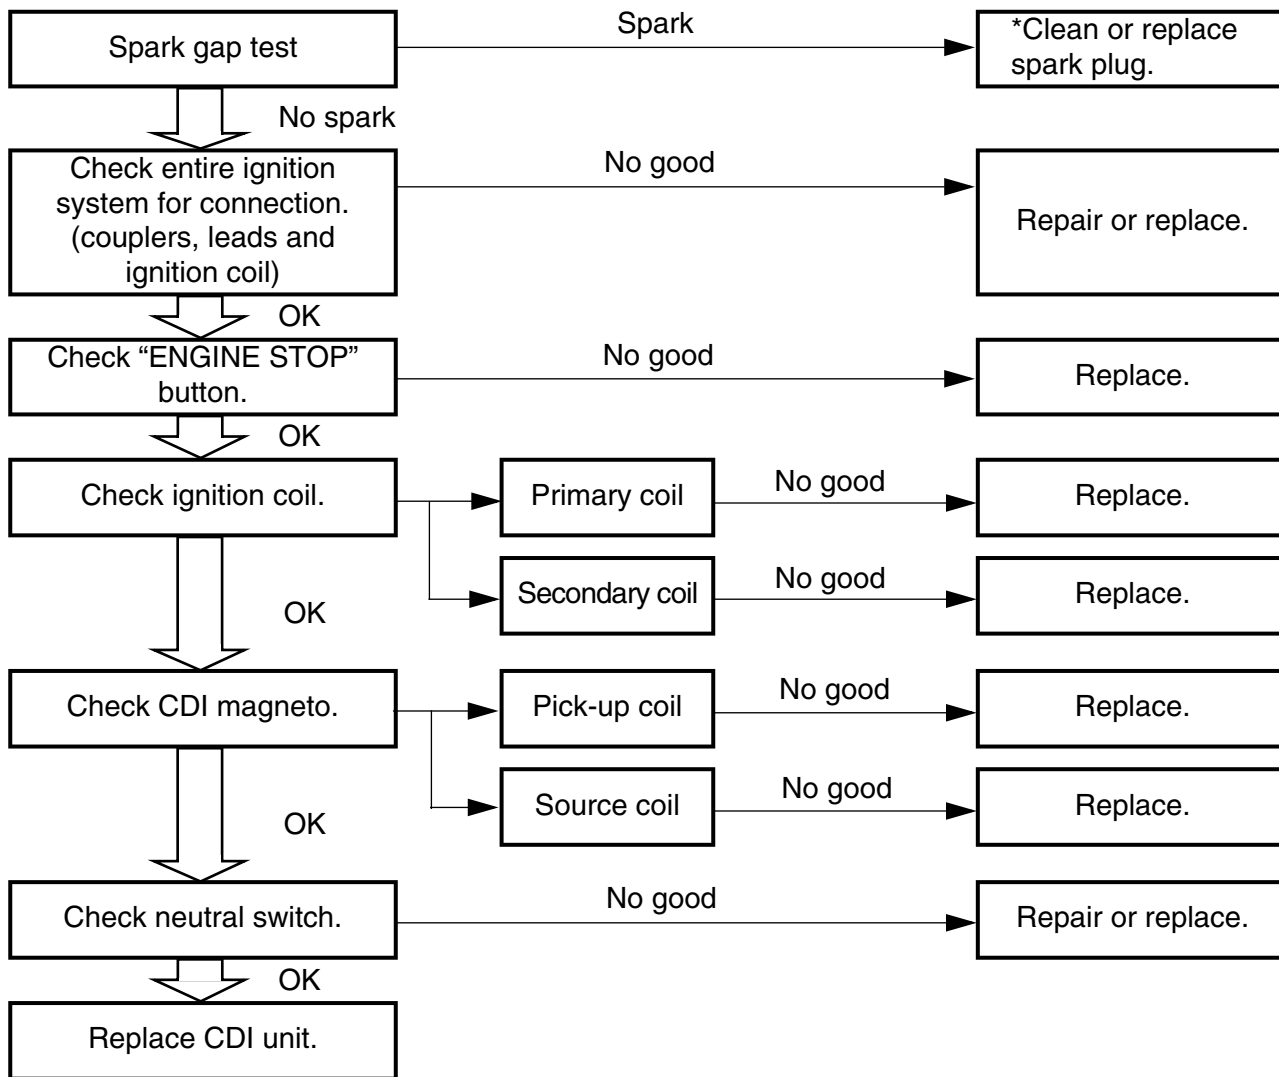 Spark gap test
Spark
*Clean or replace
spark plug.
No spark
Check entire ignition
system for connection.
(couplers, leads and
ignition coil)
No good
Repair or replace.
OK
Check “ENGINE STOP”
button.
No good
Replace.
OK
Check ignition coil.
Primary coil
No good
Replace.
Secondary coil
No good
Replace.
OK
Check CDI magneto.
Pick-up coil
No good
Replace.
Source coil
No good
Replace.
OK
Check neutral switch.
No good
Repair or replace.
OK
Replace CDI unit.